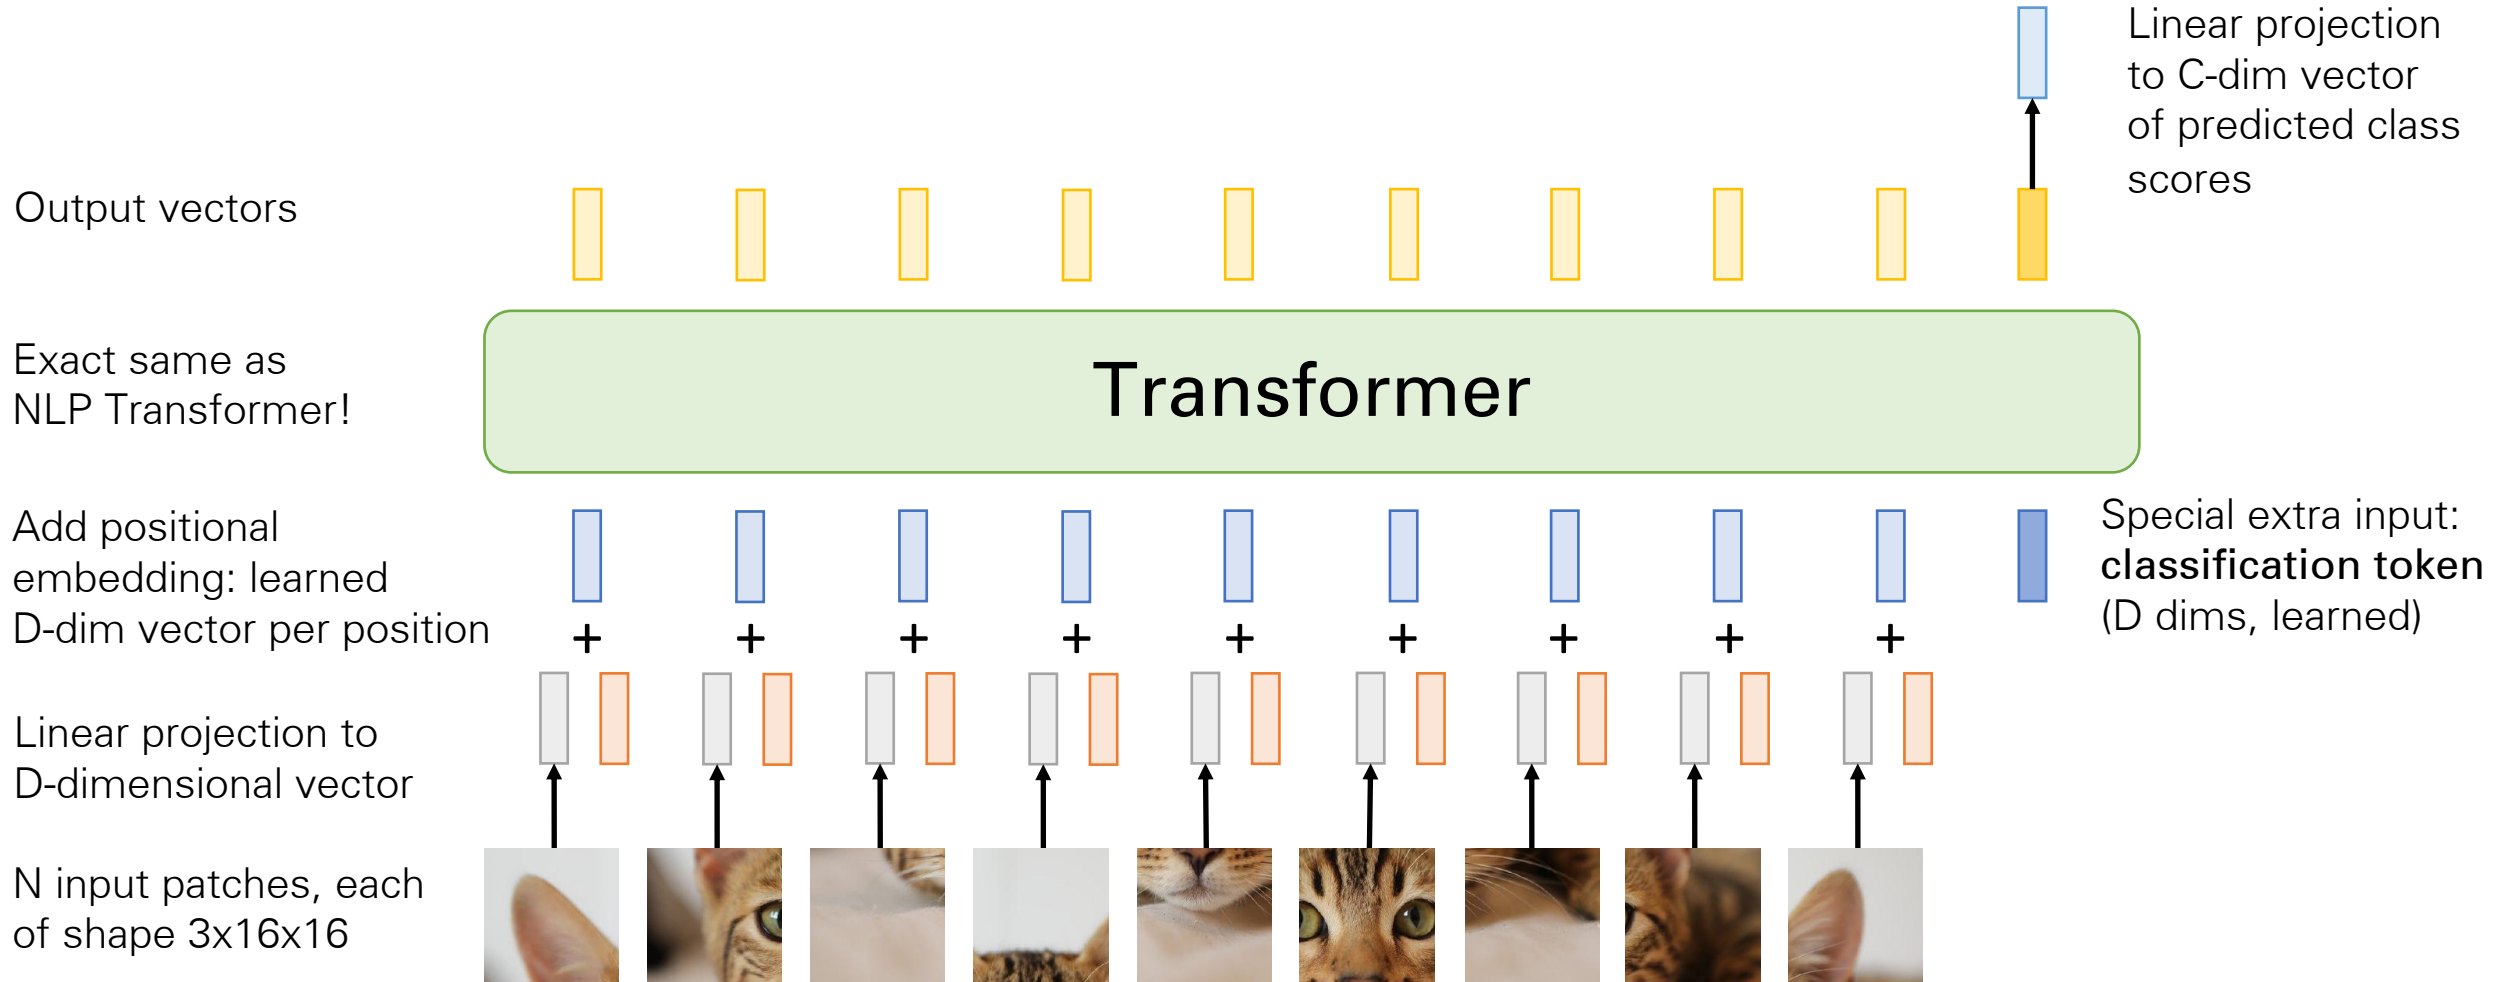 Linear projection
to C-dim vector
of predicted class
scores
Output vectors
Exact same as
NLP Transformer!
Transformer
Add positional
embedding: learned
D-dim vector per position
+ + + + + + + + +
Special extra input:
classification token
(D dims, learned)
Linear projection to
D-dimensional vector
N input patches, each
of shape 3x16x16